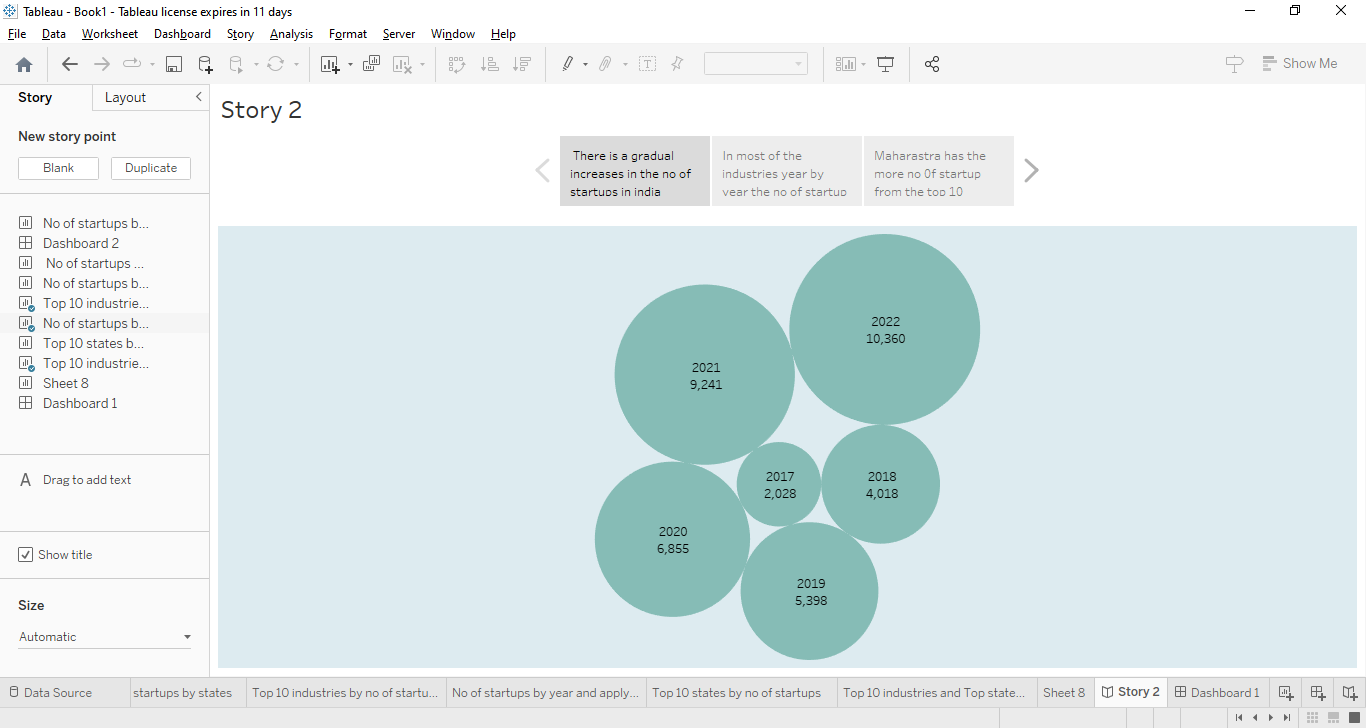 Tableau - Book1 - Tableau license expires in 11 days
File Data Worksheet Dashboard Story Analysis Format Server Window Help
Show Me
Story Layout
New story point
Blank Duplicate
No of startups b...
Dashboard 2
No of startups ...
No of startups b...
Top 10 industrie...
No of startups b...
Top 10 states b...
Top 10 industrie...
Sheet 8
Dashboard 1
A Drag to add text
Show title
Size
Automatic
Story 2
There is a gradual
increases in the no of
startups in india
In most of the
industries year by
year the no of startup
Maharastra has the
more no 0f startup
from the top 10
2022
10,360
2021
9,241
2017
2,028
2018
4,018
2020
6,855
2019
5,398
Data Source startups by states Top 10 industries by no of startu... No of startups by year and apply... Top 10 states by no of startups Top 10 industries and Top state... Sheet 8 Story 2 Dashboard 1